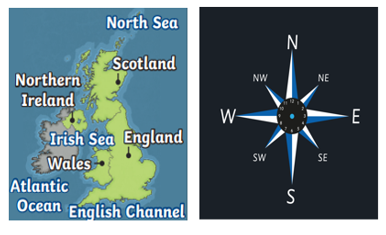 North Sea
Scotland
Northern
Ireland
Irish Sea
England
Wales
Atlantic
Ocean
English Channel
N
NW
NE
W
E
SW
SE
S